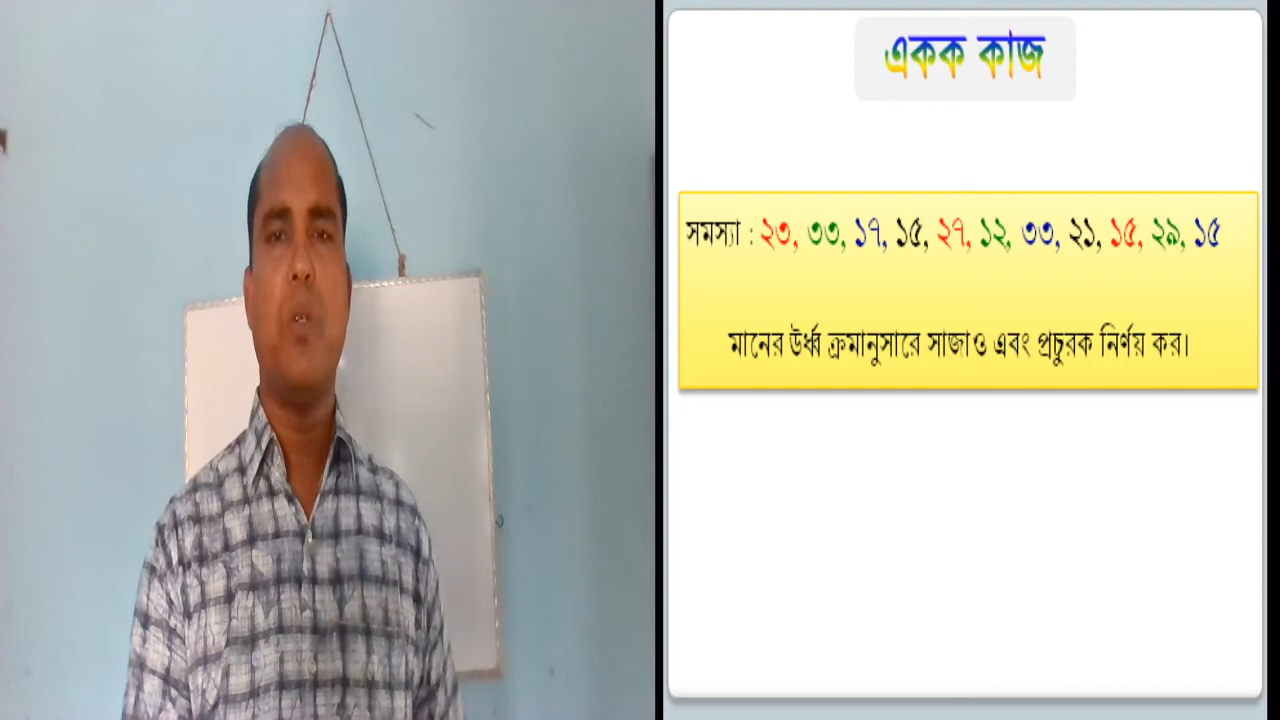 একক কাজ
সমস্যা : ২৩, ৩৩, ১৭, ১৫, ২৭, ১২, ৩৩, ২১, ১৫, ২৯, ১৫
মানের উর্ধ্ব ক্রমানুসারে সাজাও এবং প্রচুরক নির্ণয় কর।